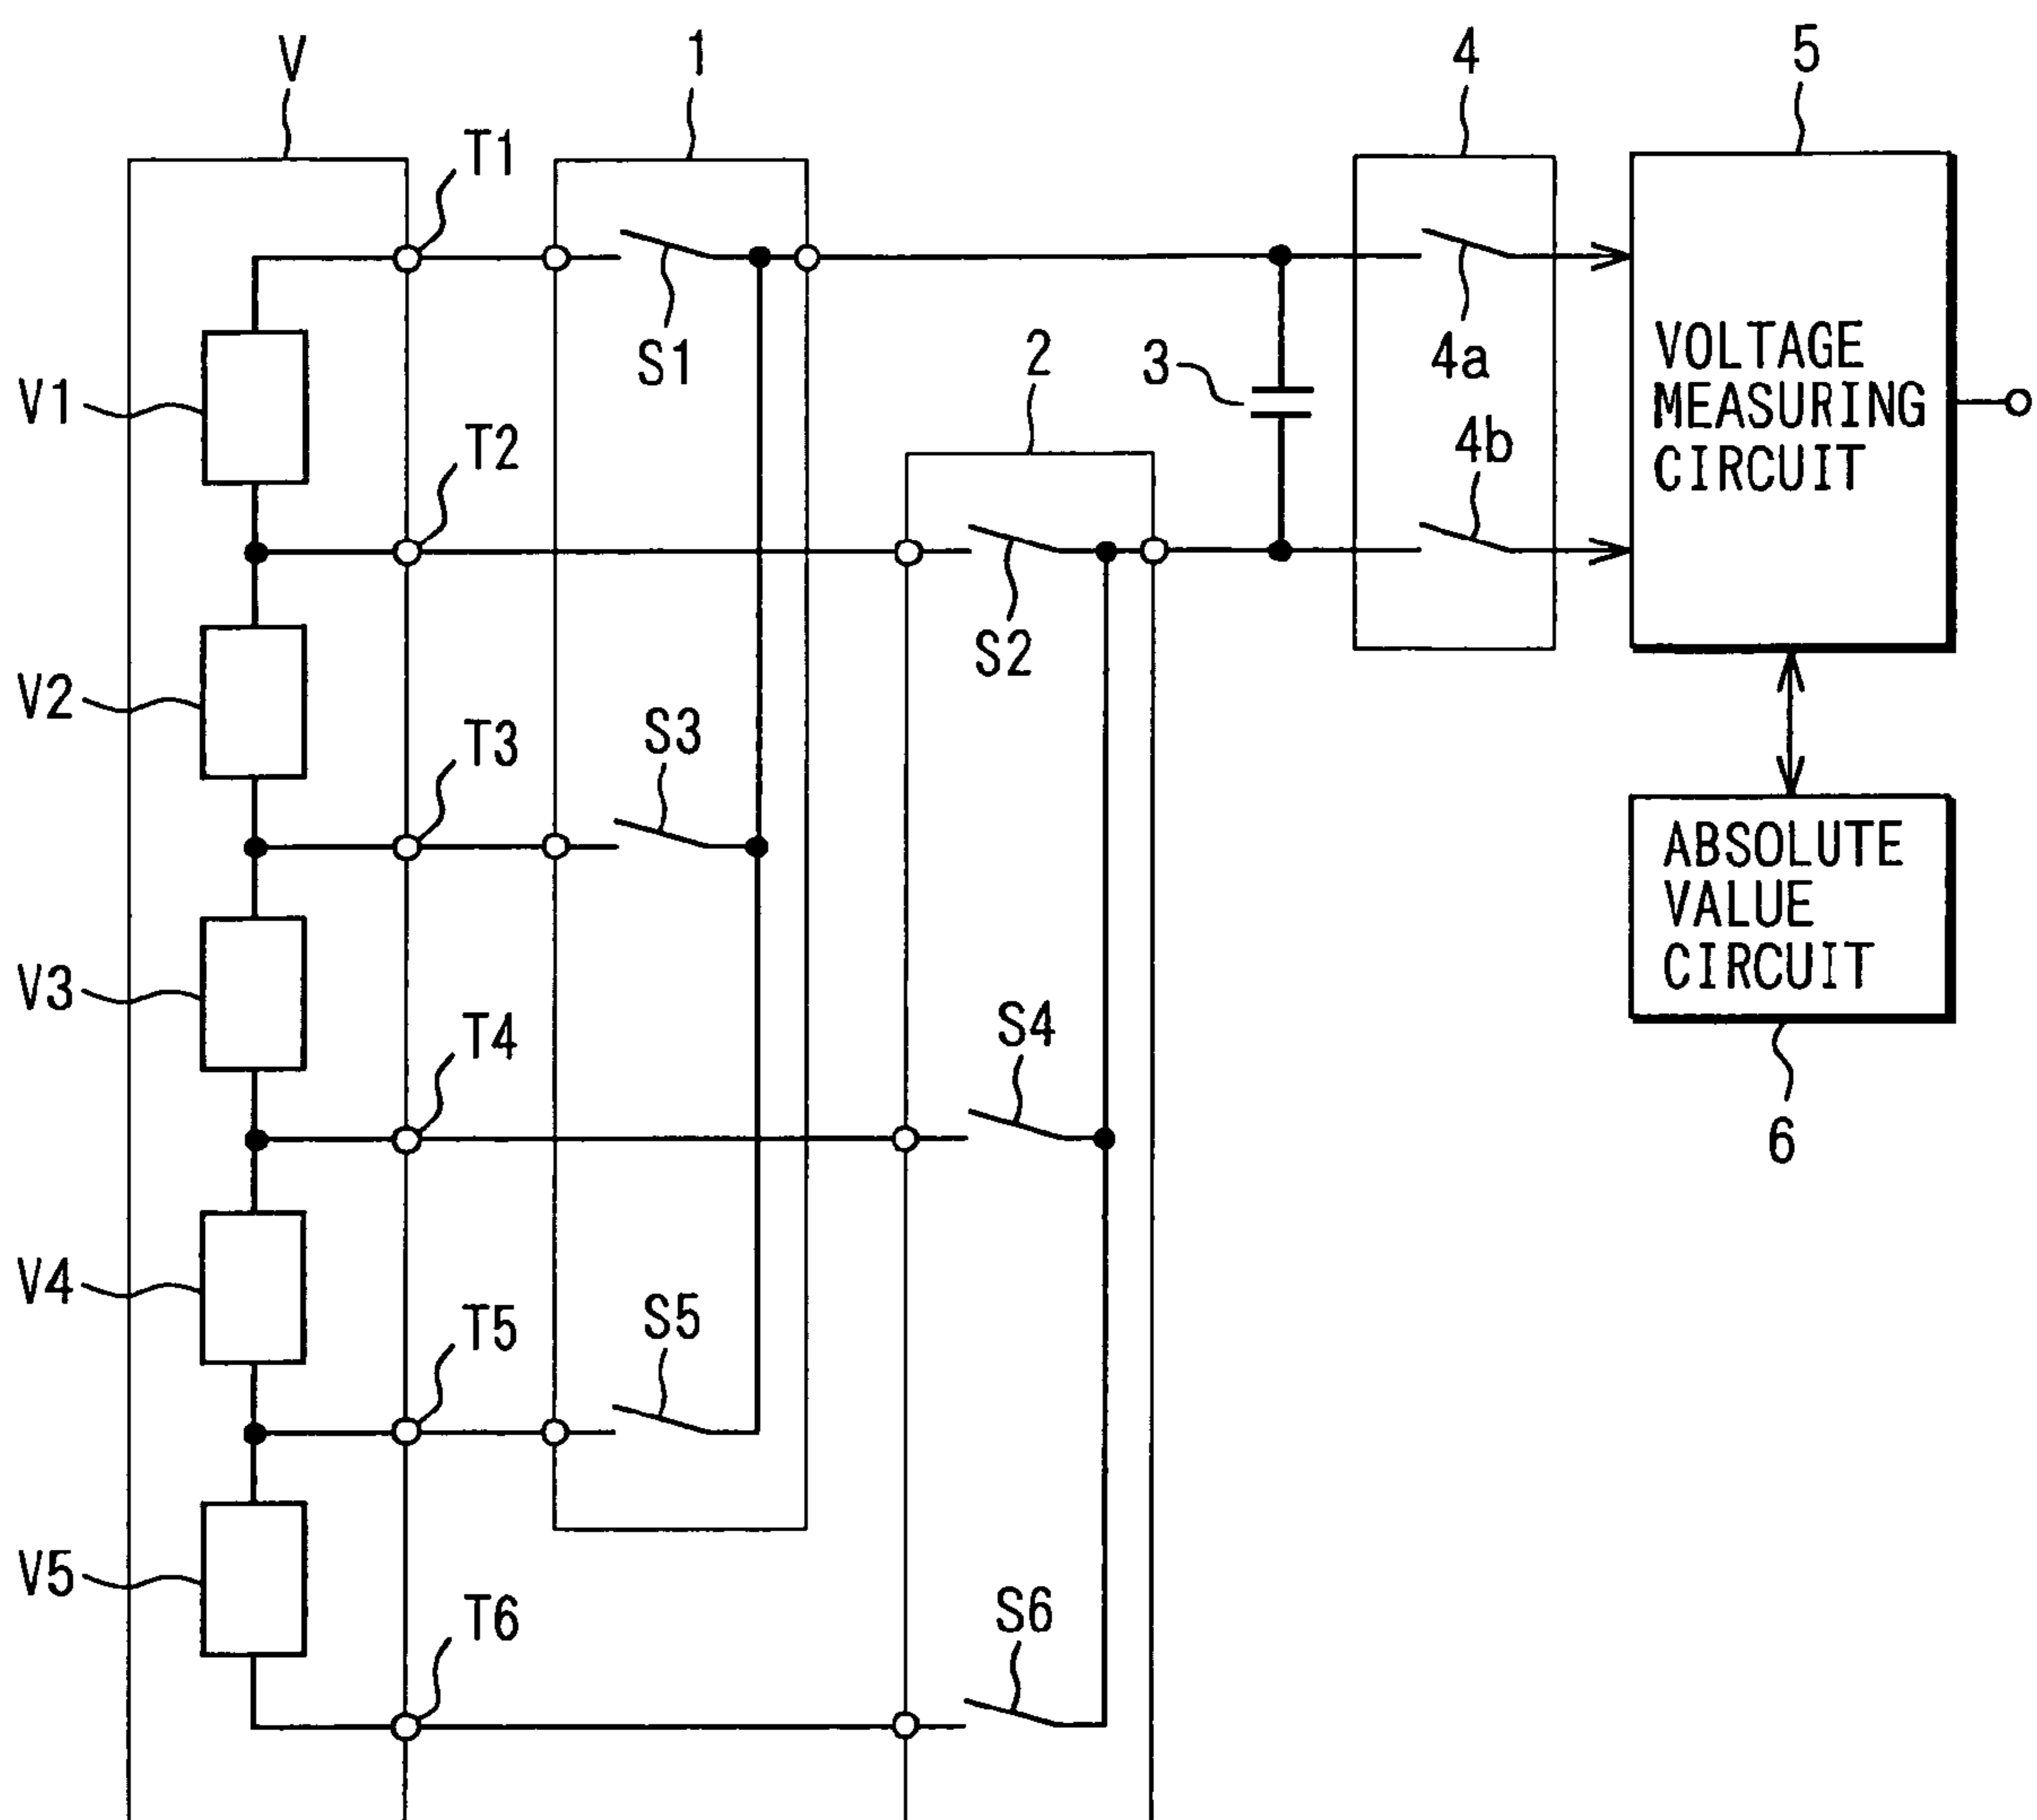 V
1
4
5
T1
S1
2
3
4a
VOLTAGE
MEASURING
CIRCUIT
V1
T2
4b
S2
V2
T3
S3
ABSOLUTE
VALUE
CIRCUIT
V3
T4
S4
6
V4
T5
S5
V5
T6
S6